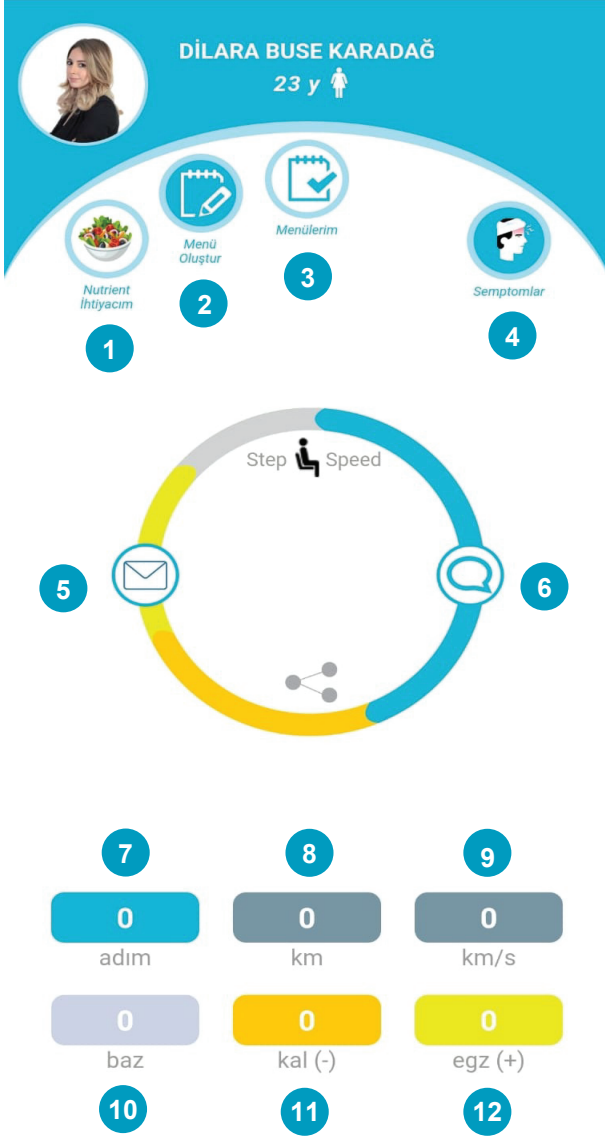 DİLARA BUSE KARADAĞ
23 y
Menü
Oluştur
Menülerim
Nutrient
İhtiyacım
Semptomlar
1
2
3
4
Step Speed
5
6
7
8
9
0
0
0
adım
km
km/s
0
0
0
baz
kal (-)
egz (+)
10
11
12